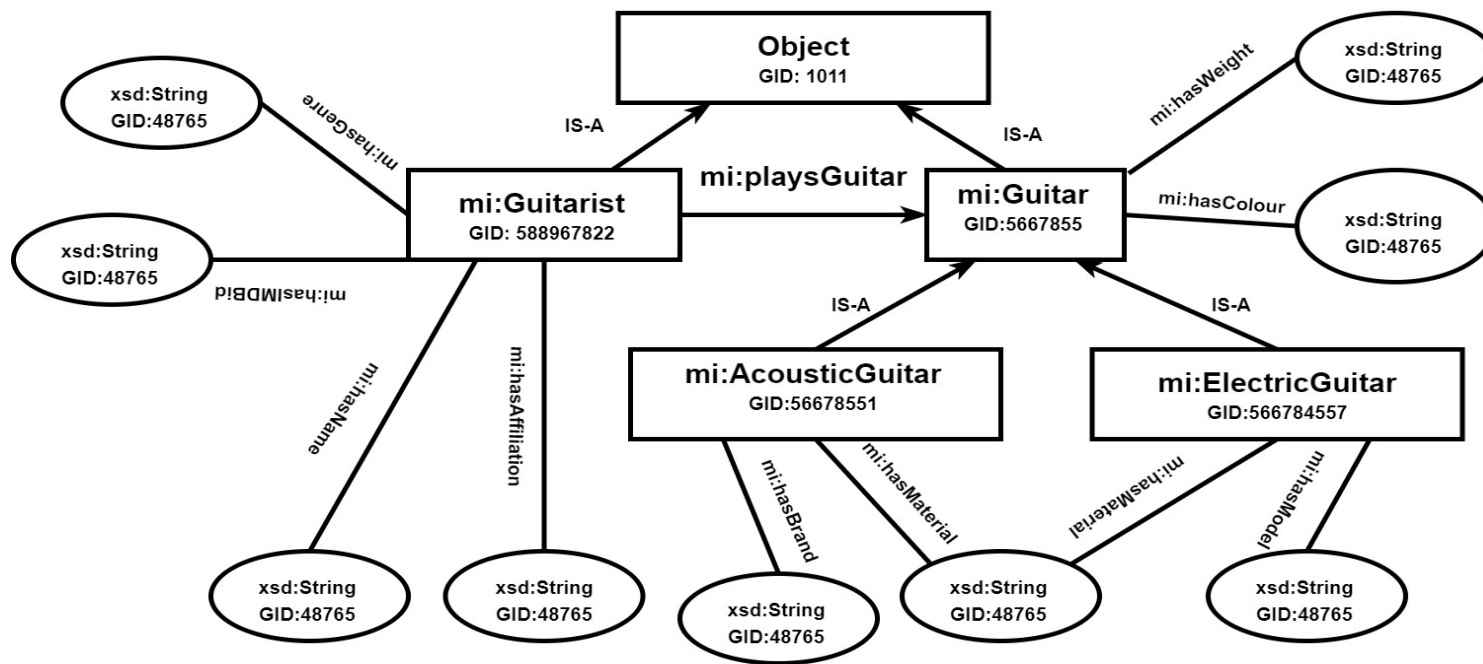 Object
GID: 1011
xsd:String
GID:48765
mi:hasGenre
IS-A
IS-A
mi:hasWeight
xsd:String
GID:48765
mi:Guitarist
GID: 588967822
mi:playsGuitar
mi:Guitar
GID:5667855
mi:hasColour
xsd:String
GID:48765
xsd:String
GID:48765
mi:hasIMDBid
IS-A
IS-A
mi:hasName
mi:hasAffiliation
mi:AcousticGuitar
GID:56678551
mi:ElectricGuitar
GID:566784557
mi:hasBrand
mi:hasMaterial
mi:hasMaterial
mi:hasModel
xsd:String
GID:48765
xsd:String
GID:48765
xsd:String
GID:48765
xsd:String
GID:48765
xsd:String
GID:48765